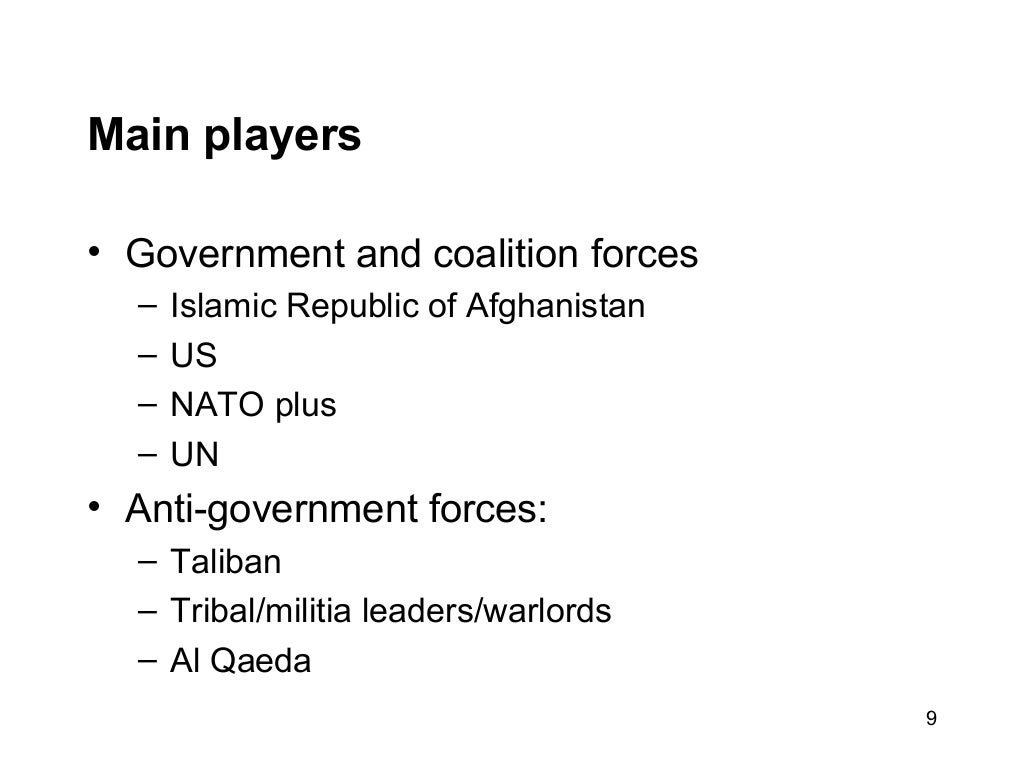 Main players
• Government and coalition forces
– Islamic Republic of Afghanistan
– US
– NATO plus
– UN
• Anti-government forces:
– Taliban
– Tribal/militia leaders/warlords
– Al Qaeda
9